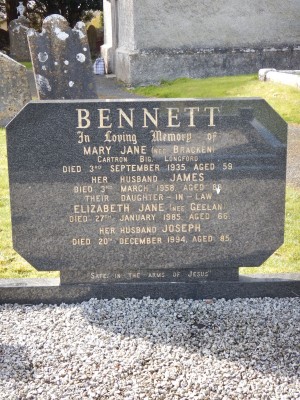 BENNETT
In Loving Memory of
MARY JANE (NEE BRACKEN)
CARTRON BIG, LONGFORD
DIED 3RD SEPTEMBER 1935, AGED 59
HER HUSBAND JAMES
DIED 3RD MARCH 1958, AGED
THEIR DAUGHTER-IN-LAW
ELIZABETH JANE (NEE GEELAN)
DIED 27TH JANUARY 1985, AGED 66
HER HUSBAND JOSEPH
DIED 20TH DECEMBER 1994, AGED 85.
"SAFE IN THE ARMS OF JESUS"